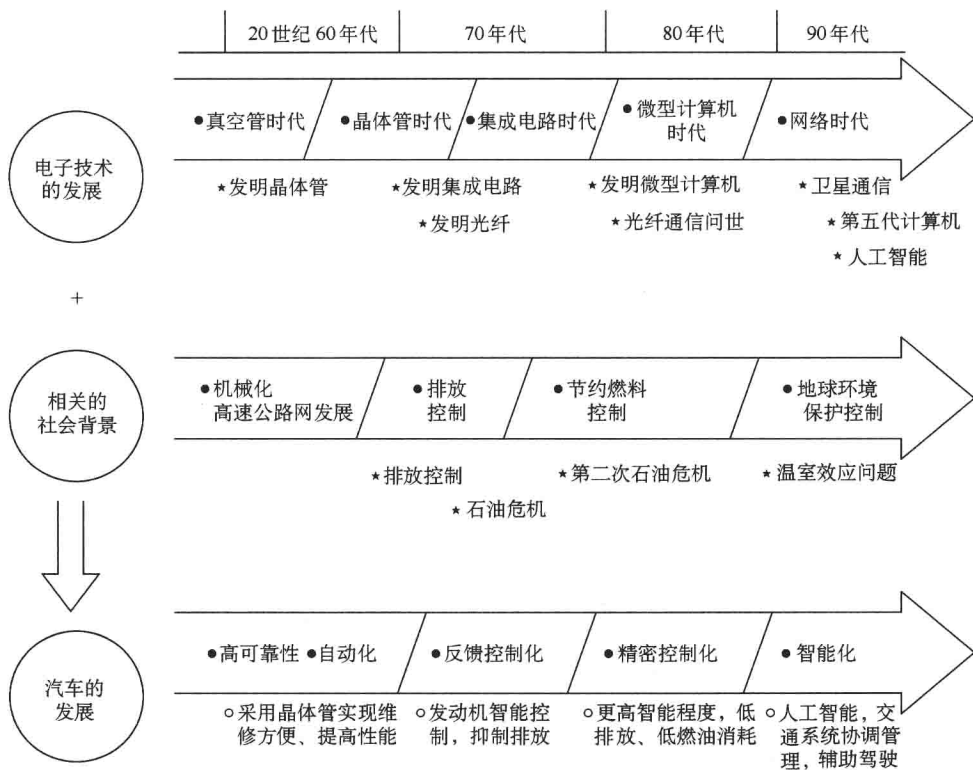 20世纪60年代 70年代 80年代 90年代
●真空管时代 ●晶体管时代 ●集成电路时代 ●微型计算机
时代 ●网络时代
电子技术
的发展
★发明晶体管 ★发明集成电路 ★发明微型计算机 ★卫星通信
★发明光纤 ★光纤通信问世 ★第五代计算机
★人工智能
+
相关的
社会背景
●机械化
高速公路网发展
●排放
控制
●节约燃料
控制
●地球环境
保护控制
★排放控制 ★第二次石油危机 ★温室效应问题
★石油危机
汽车的
发展
●高可靠性 ●自动化 ●反馈控制化 ●精密控制化 ●智能化
○采用晶体管实现维
修方便、提高性能
○发动机智能控
制，抑制排放
○更高智能程度，低
排放、低燃油消耗
○人工智能，交
通系统协调管
理，辅助驾驶